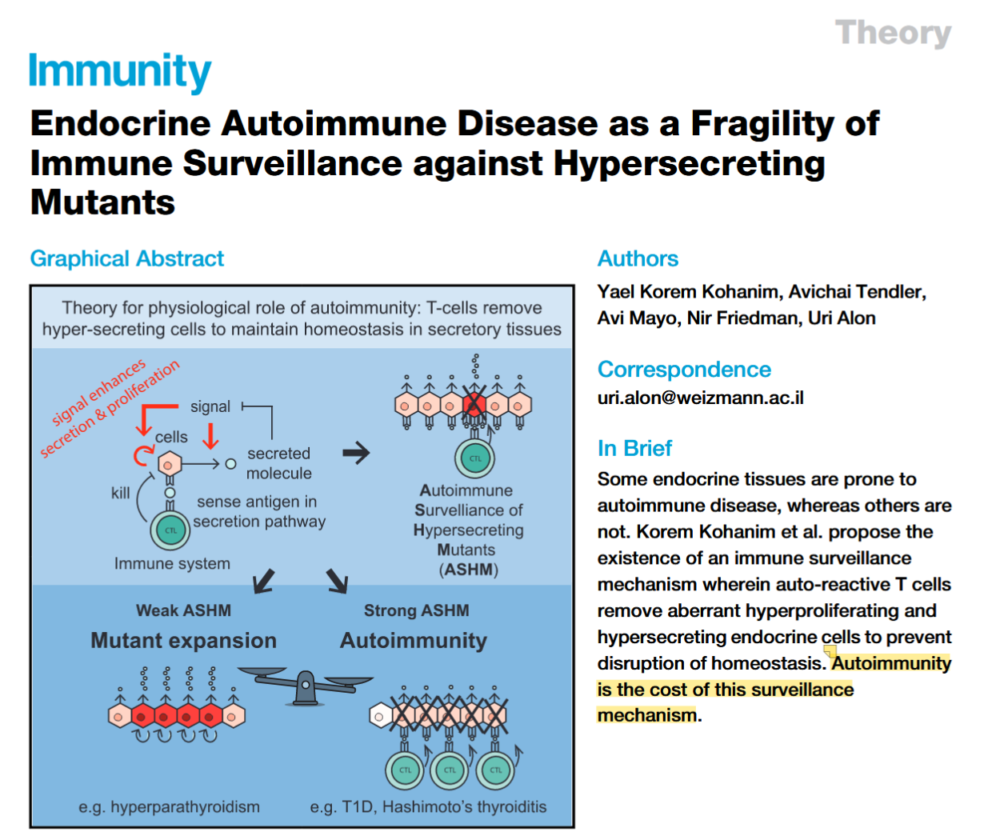 Theory
Immunity
Endocrine Autoimmune Disease as a Fragility of
Immune Surveillance against Hypersecreting
Mutants
Graphical Abstract
Theory for physiological role of autoimmunity: T-cells remove
hyper-secreting cells to maintain homeostasis in secretory tissues
signal enhances
secretion & proliferation
signal
cells
secreted
molecule
kill
sense antigen in
secretion pathway
CTL
Immune system
CTL
Autoimmune
Survelliance of
Hypersecreting
Mutants
(ASHM)
Weak ASHM
Mutant expansion
Strong ASHM
Autoimmunity
CTL
CTL
CTL
e.g. hyperparathyroidism
e.g. T1D, Hashimoto's thyroiditis
Authors
Yael Korem Kohanim, Avichai Tendler,
Avi Mayo, Nir Friedman, Uri Alon
Correspondence
uri.alon@weizmann.ac.il
In Brief
Some endocrine tissues are prone to
autoimmune disease, whereas others are
not. Korem Kohanim et al. propose the
existence of an immune surveillance
mechanism wherein auto-reactive T cells
remove aberrant hyperproliferating and
hypersecreting endocrine cells to prevent
disruption of homeostasis. Autoimmunity
is the cost of this surveillance
mechanism.